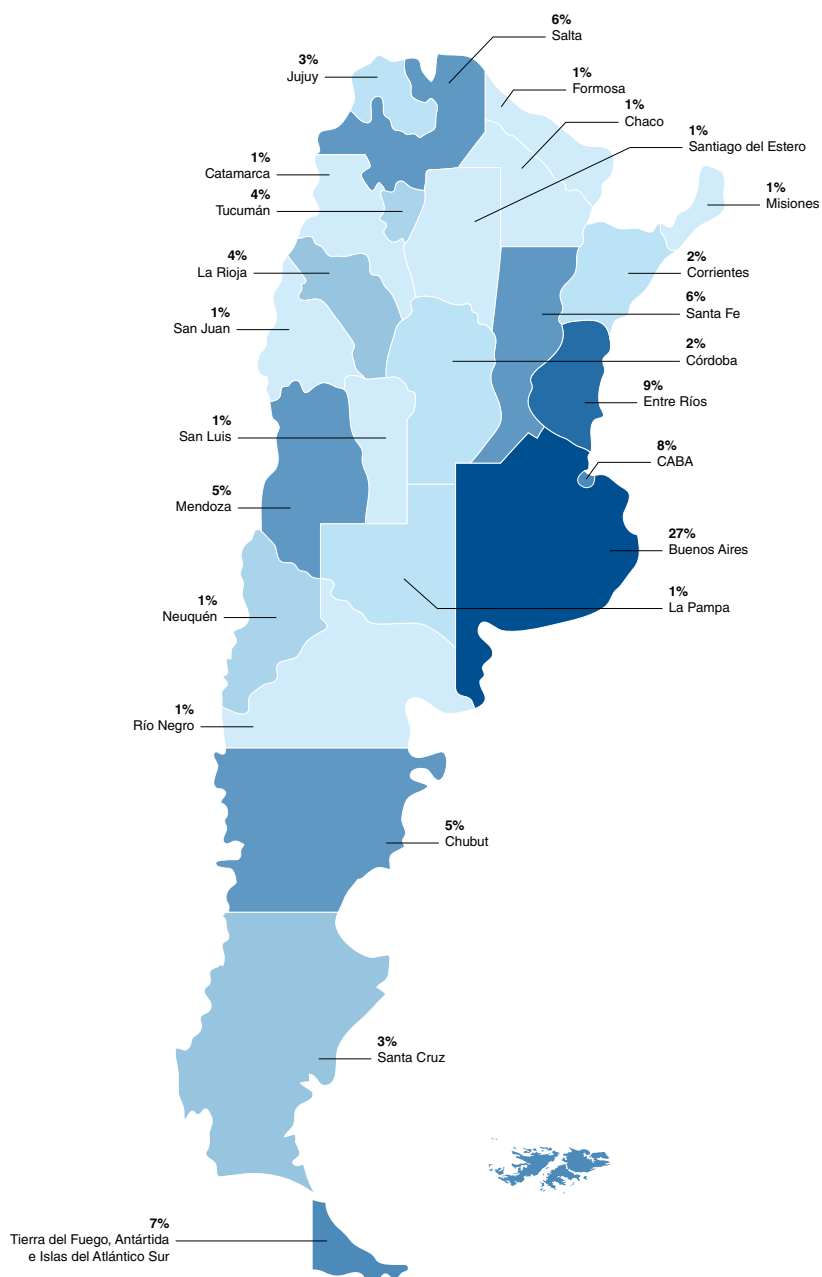 6%
Salta
3%
Jujuy
1%
Formosa
1%
Chaco
1%
Santiago del Estero
1%
Catamarca
4%
Tucumán
1%
Misiones
4%
La Rioja
2%
Corrientes
6%
Santa Fe
1%
San Juan
2%
Córdoba
9%
Entre Ríos
1%
San Luis
8%
CABA
5%
Mendoza
27%
Buenos Aires
1%
La Pampa
1%
Neuquén
1%
Río Negro
5%
Chubut
3%
Santa Cruz
7%
Tierra del Fuego, Antártida
e Islas del Atlántico Sur